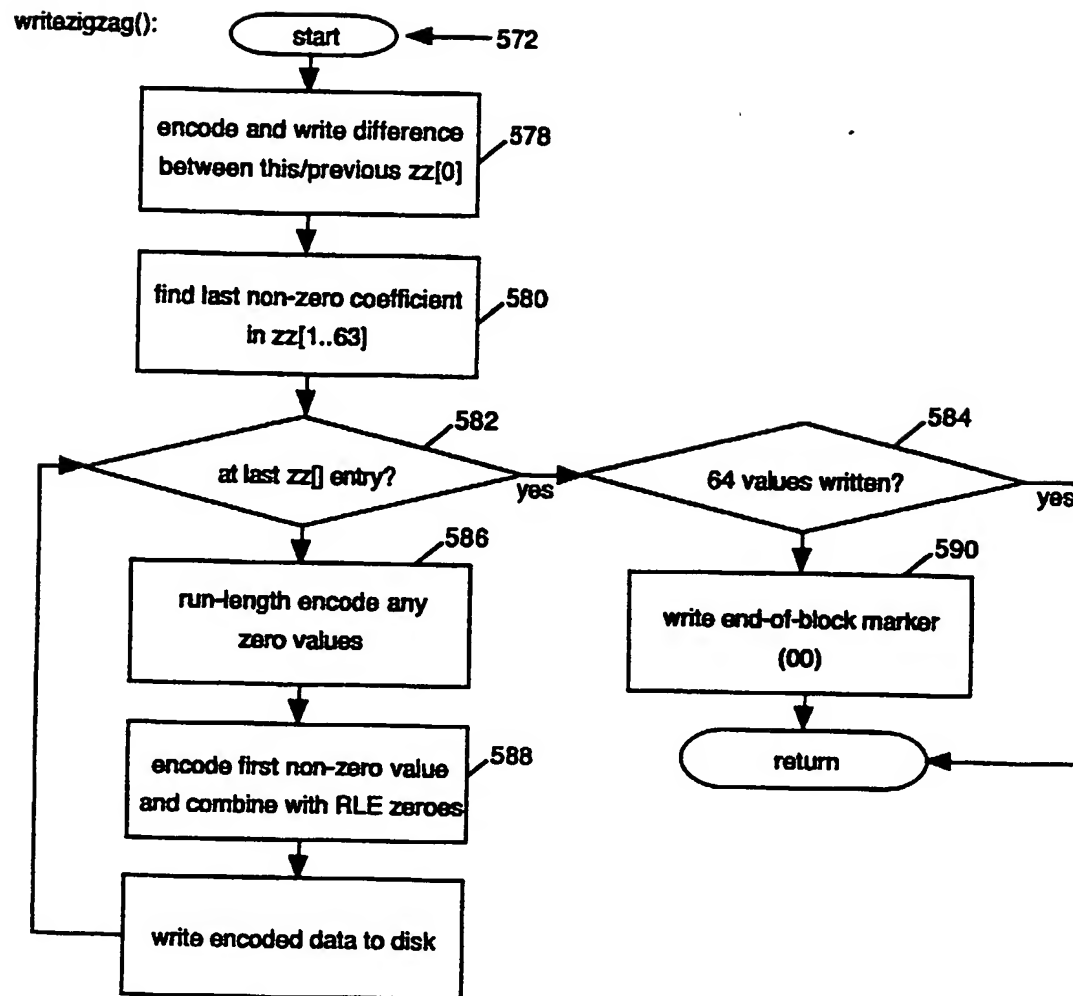 writezigzag():
start
572
encode and write difference
between this/previous zz[0]
578
find last non-zero coefficient
in zz[1..63]
580
582
at last zz[] entry?
yes
584
64 values written?
yes
586
run-length encode any
zero values
590
write end-of-block marker
(00)
encode first non-zero value
and combine with RLE zeroes
588
return
write encoded data to disk